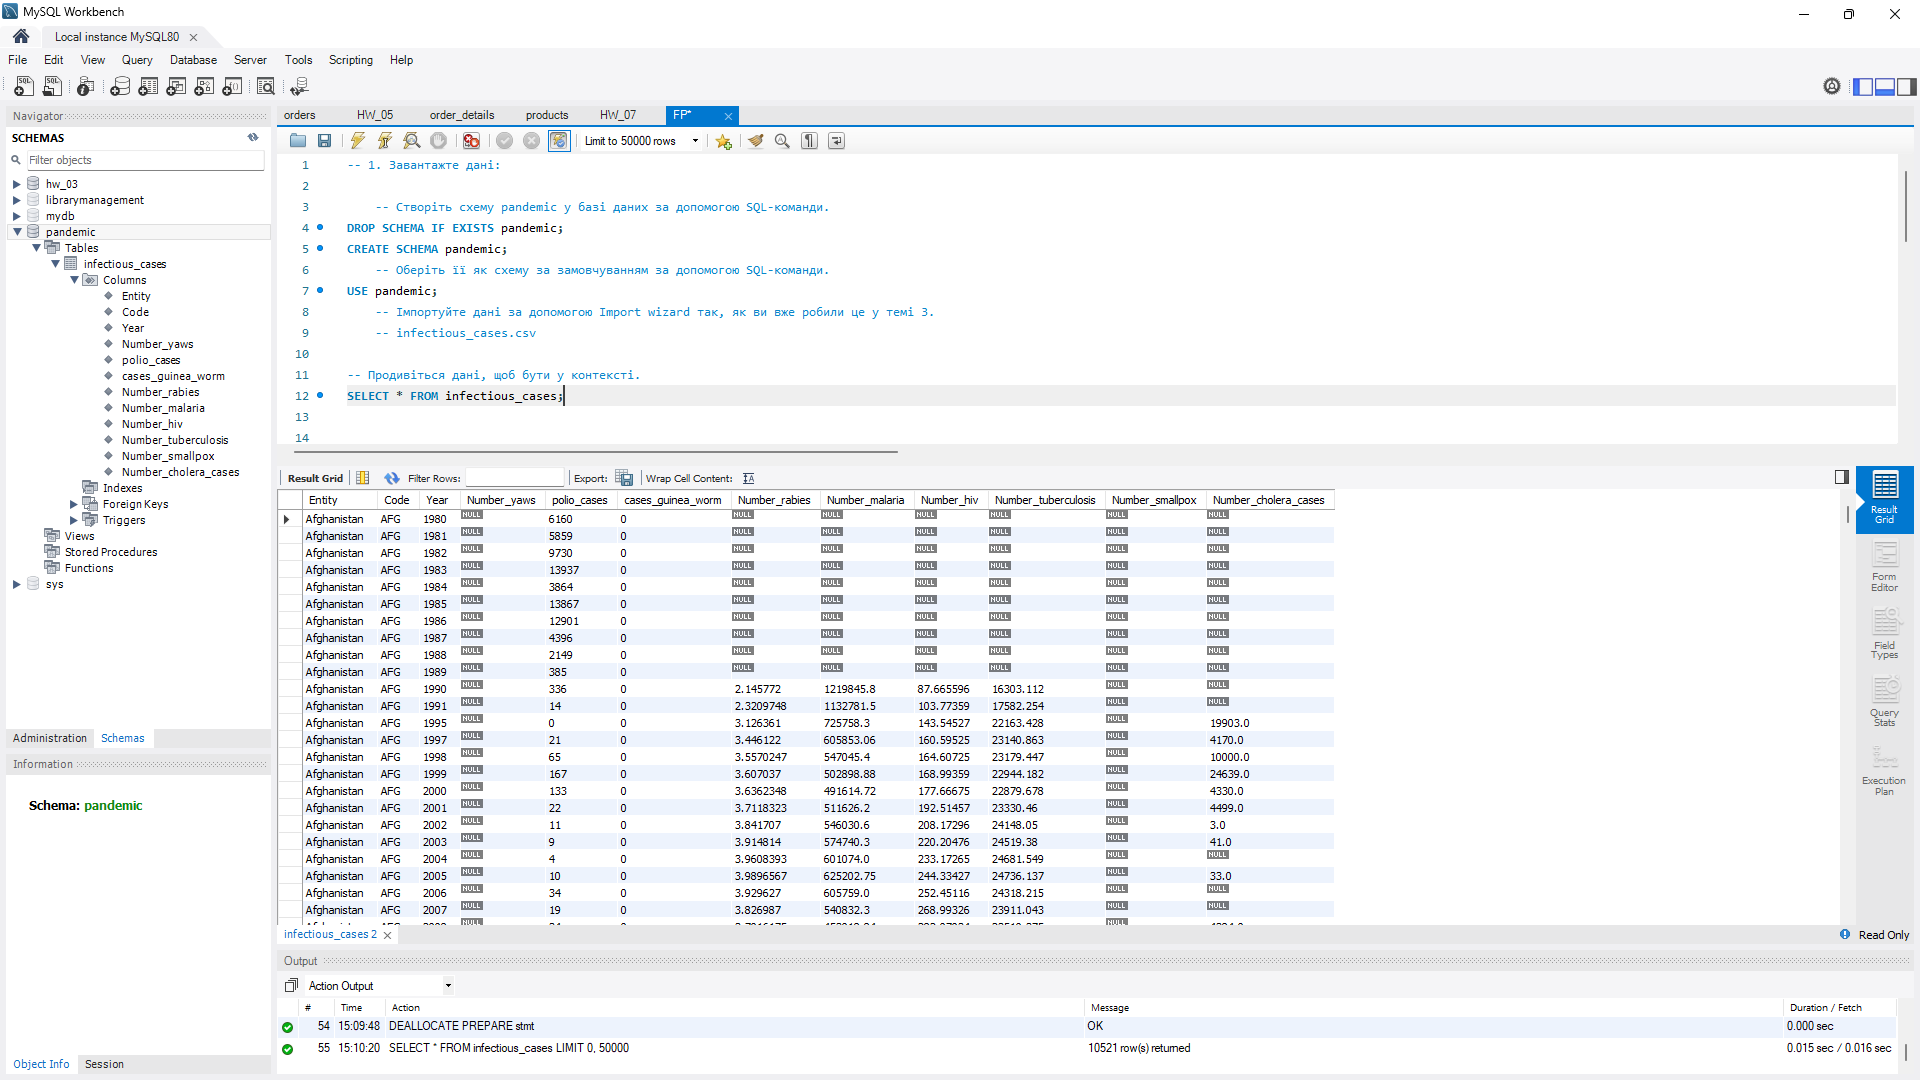 MySQL Workbench
Local instance MySQL80
File Edit View Query Database Server Tools Scripting Help
Navigator
SCHEMAS
Filter objects
hw_03
librarymanagement
mydb
pandemic
Tables
infectious_cases
Columns
Entity
Code
Year
Number_yaws
polio_cases
cases_guinea_worm
Number_rabies
Number_malaria
Number_hiv
Number_tuberculosis
Number_smallpox
Number_cholera_cases
Indexes
Foreign Keys
Triggers
Views
Stored Procedures
Functions
sys
Administration Schemas
Information
Schema: pandemic
Object Info Session
orders HW_05 order_details products HW_07 FP*
Limit to 50000 rows
1 -- 1. Завантажте дані:
2
3 -- Створіть схему pandemic у базі даних за допомогою SQL-команди.
4 DROP SCHEMA IF EXISTS pandemic;
5 CREATE SCHEMA pandemic;
6 -- Оберіть її як схему за замовчуванням за допомогою SQL-команди.
7 USE pandemic;
8 -- Імпортуйте дані за допомогою Import wizard так, як ви вже робили це у темі 3.
9 -- infectious_cases.csv
10
11 -- Продивіться дані, щоб бути у контексті.
12 SELECT * FROM infectious_cases;
13
14
Result Grid Filter Rows: Export: Wrap Cell Content:
Entity Code Year Number_yaws polio_cases cases_guinea_worm Number_rabies Number_malaria Number_hiv Number_tuberculosis Number_smallpox Number_cholera_cases
Afghanistan AFG 1980 NULL 6160 0 NULL NULL NULL NULL NULL NULL
Afghanistan AFG 1981 NULL 5859 0 NULL NULL NULL NULL NULL NULL
Afghanistan AFG 1982 NULL 9730 0 NULL NULL NULL NULL NULL NULL
Afghanistan AFG 1983 NULL 13937 0 NULL NULL NULL NULL NULL NULL
Afghanistan AFG 1984 NULL 3864 0 NULL NULL NULL NULL NULL NULL
Afghanistan AFG 1985 NULL 13867 0 NULL NULL NULL NULL NULL NULL
Afghanistan AFG 1986 NULL 12901 0 NULL NULL NULL NULL NULL NULL
Afghanistan AFG 1987 NULL 4396 0 NULL NULL NULL NULL NULL NULL
Afghanistan AFG 1988 NULL 2149 0 NULL NULL NULL NULL NULL NULL
Afghanistan AFG 1989 NULL 385 0 NULL NULL NULL NULL NULL NULL
Afghanistan AFG 1990 NULL 336 0 2.145772 1219845.8 87.665596 16303.112 NULL NULL
Afghanistan AFG 1991 NULL 14 0 2.3209748 1132781.5 103.77359 17582.254 NULL NULL
Afghanistan AFG 1995 NULL 0 0 3.126361 725758.3 143.54527 22163.428 NULL 19903.0
Afghanistan AFG 1997 NULL 21 0 3.446122 605853.06 160.59525 23140.863 NULL 4170.0
Afghanistan AFG 1998 NULL 65 0 3.5570247 547045.4 164.60725 23179.447 NULL 10000.0
Afghanistan AFG 1999 NULL 167 0 3.607037 502898.88 168.99359 22944.182 NULL 24639.0
Afghanistan AFG 2000 NULL 133 0 3.6362348 491614.72 177.66675 22879.678 NULL 4330.0
Afghanistan AFG 2001 NULL 22 0 3.7118323 511626.2 192.51457 23330.46 NULL 4499.0
Afghanistan AFG 2002 NULL 11 0 3.841707 546030.6 208.17296 24148.05 NULL 3.0
Afghanistan AFG 2003 NULL 9 0 3.914814 574740.3 220.20476 24519.38 NULL 41.0
Afghanistan AFG 2004 NULL 4 0 3.9608393 601074.0 233.17265 24681.549 NULL NULL
Afghanistan AFG 2005 NULL 10 0 3.9896567 625202.75 244.33427 24736.137 NULL 33.0
Afghanistan AFG 2006 NULL 34 0 3.929627 605759.0 252.45116 24318.215 NULL NULL
Afghanistan AFG 2007 NULL 19 0 3.826987 540832.3 268.99326 23911.043 NULL NULL
Result Grid
Form Editor
Field Types
Query Stats
Execution Plan
infectious_cases 2
Read Only
Output
Action Output
# Time Action Message Duration / Fetch
54 15:09:48 DEALLOCATE PREPARE stmt OK 0.000 sec
55 15:10:20 SELECT * FROM infectious_cases LIMIT 0, 50000 10521 row(s) returned 0.015 sec / 0.016 sec